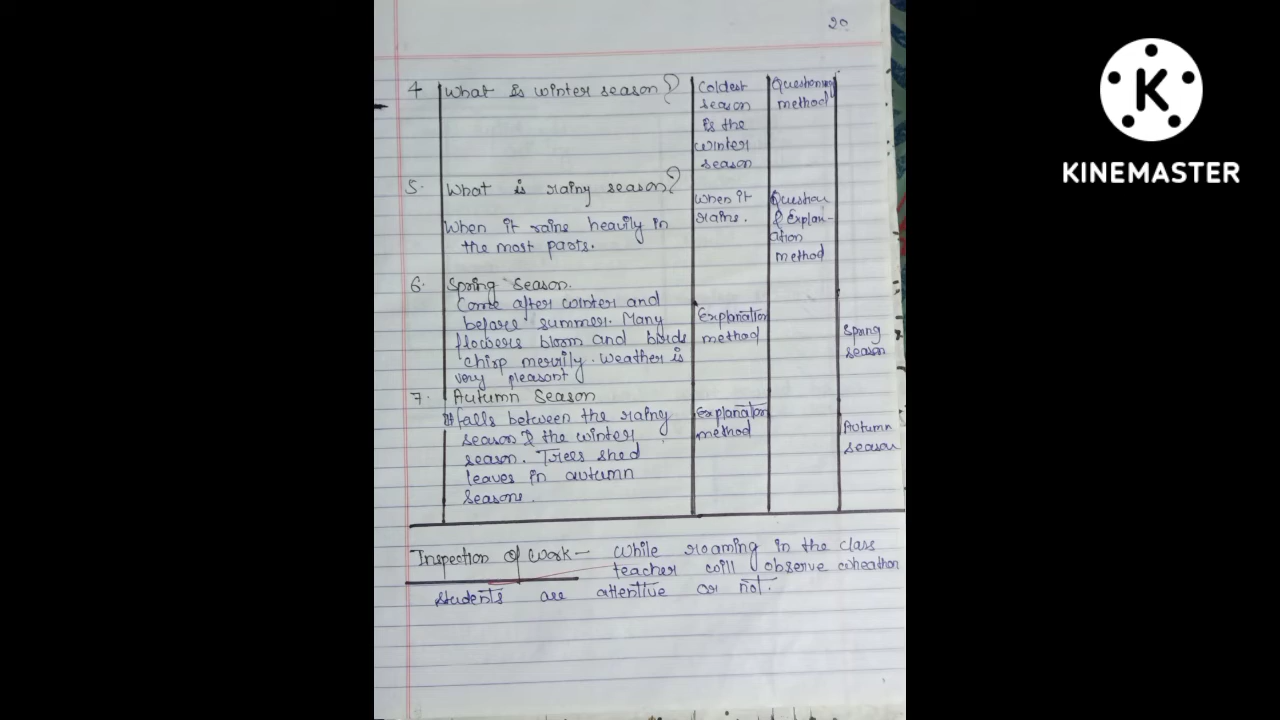 20
4 What is winter season? Coldest Questioning
season method
is the
winter
season
5. What is rainy season? When it Question
rains. & Explan-
When it rains heavily in ation
the most parts. method
6. Spring Season.
Come after winter and Explanation
before summer. Many method Spring
flowers bloom and birds season
chirp merrily. Weather is
very pleasant
7. Autumn Season
It falls between the rainy Explanation
season & the winter method Autumn
season. Trees shed season
leaves in autumn
seasons.
Inspection of work – While roaming in the class
teacher will observe wheathon
students are attentive or not.
K
KINEMASTER